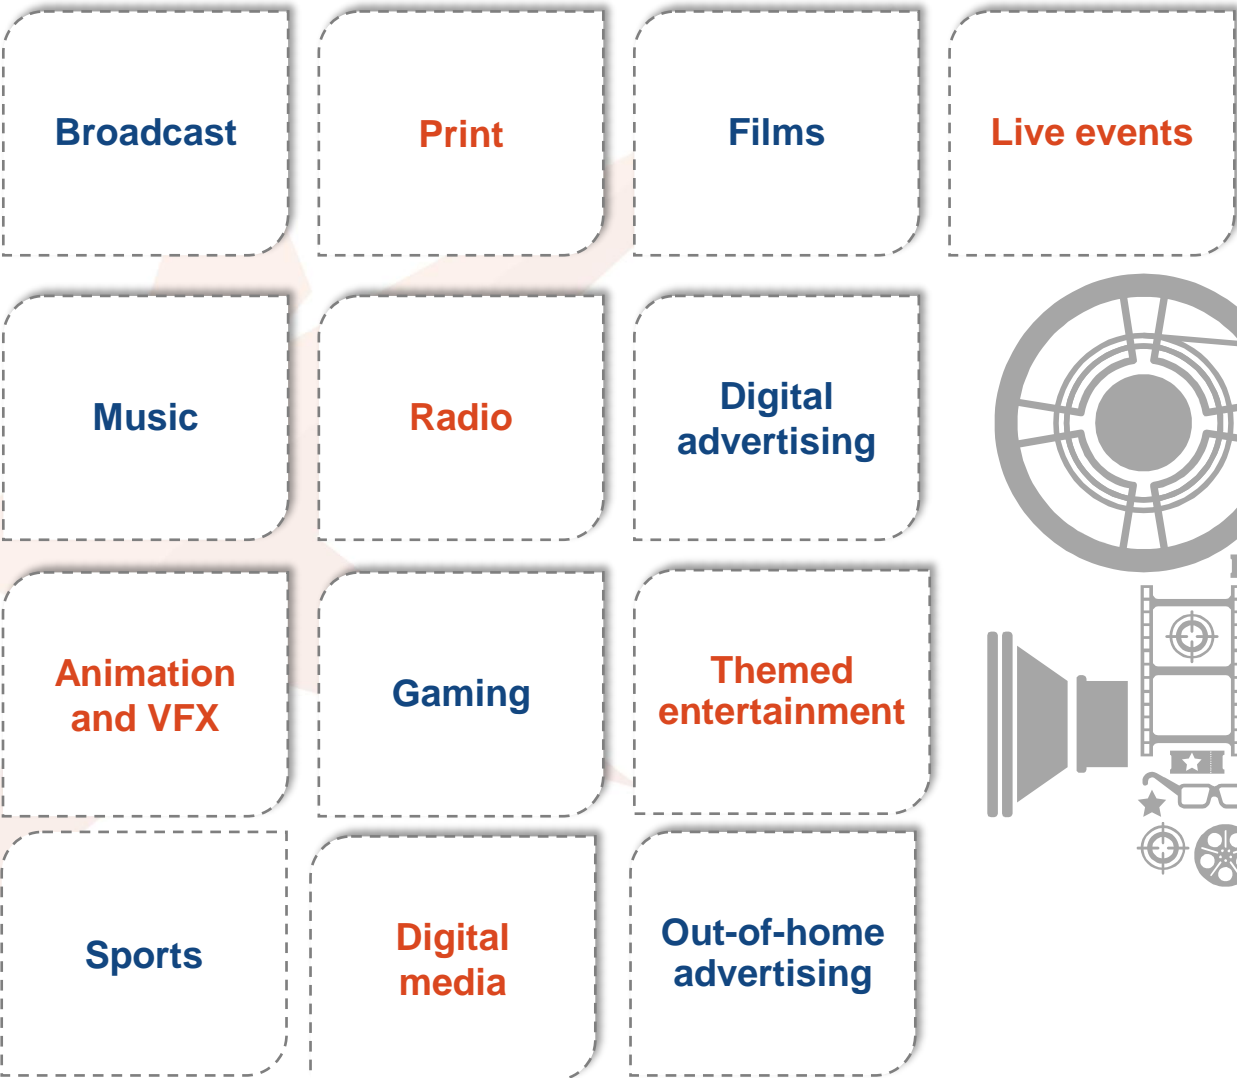 Broadcast
Print
Films
Live events
Music
Radio
Digital
advertising
Animation
and VFX
Gaming
Themed
entertainment
Sports
Digital
media
Out-of-home
advertising